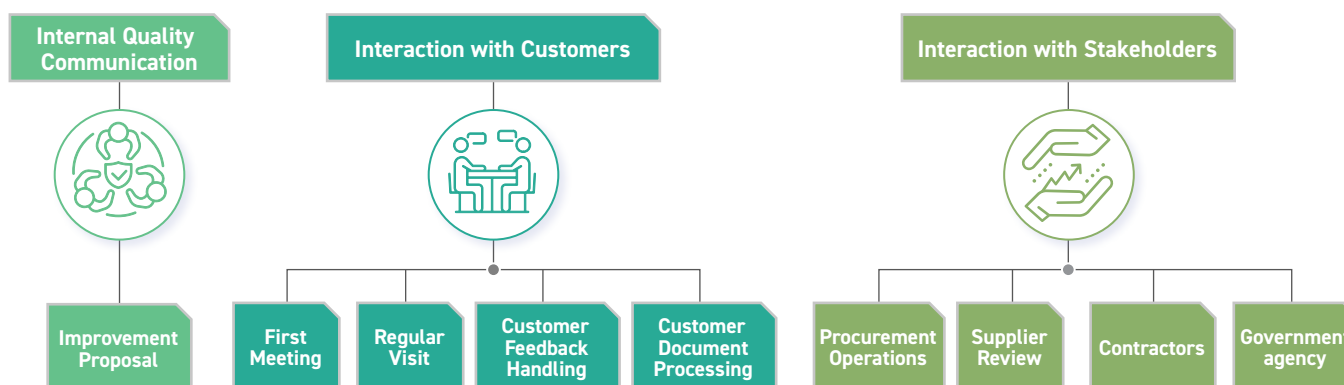 Internal Quality
Communication
Interaction with Customers
Interaction with Stakeholders
Improvement
Proposal
First
Meeting
Regular
Visit
Customer
Feedback
Handling
Customer
Document
Processing
Procurement
Operations
Supplier
Review
Contractors
Government
agency